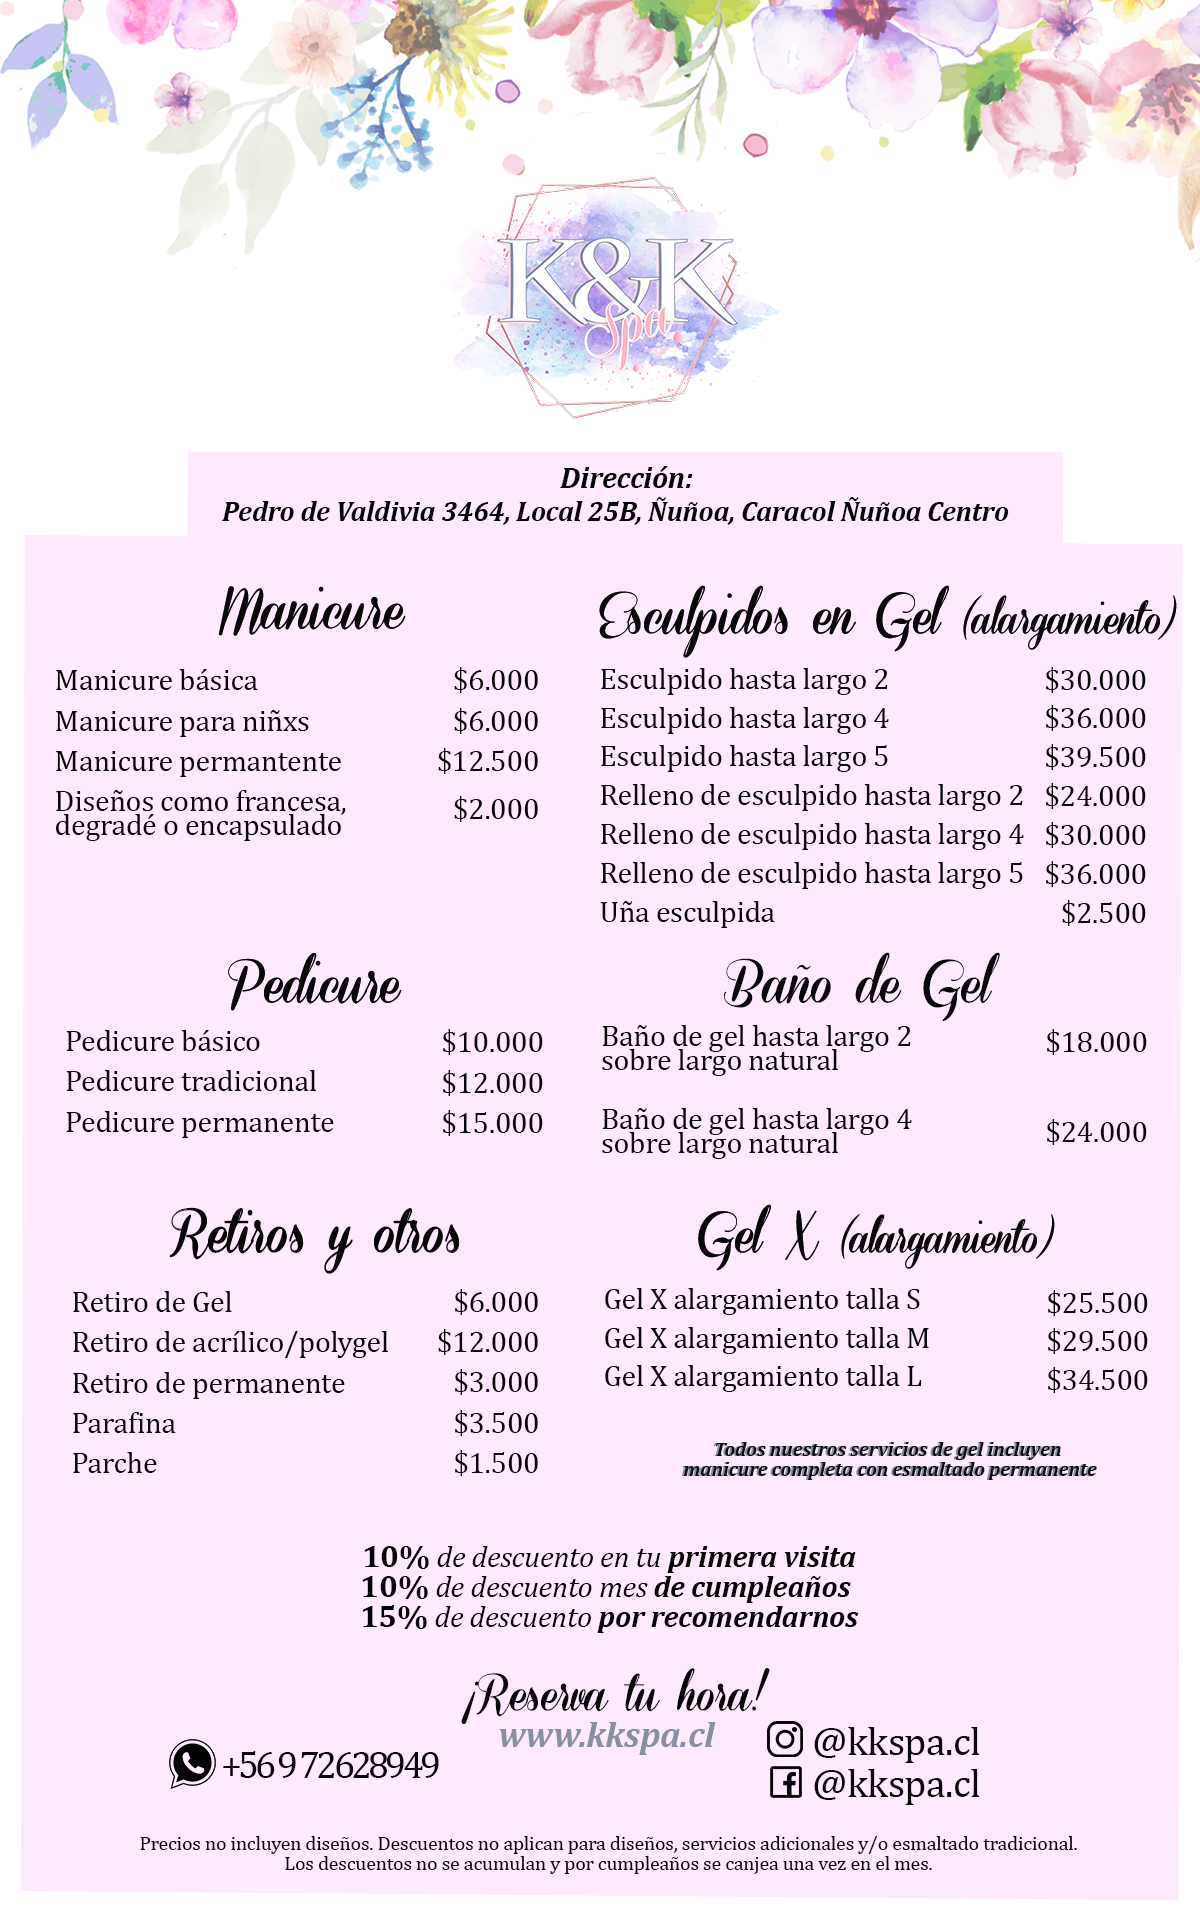 K&K
Spa
Dirección:
Pedro de Valdivia 3464, Local 25B, Ñuñoa, Caracol Ñuñoa Centro
Manicure
Manicure básica $6.000
Manicure para niñxs $6.000
Manicure permantente $12.500
Diseños como francesa,
degradé o encapsulado $2.000
Esculpidos en Gel (alargamiento)
Esculpido hasta largo 2 $30.000
Esculpido hasta largo 4 $36.000
Esculpido hasta largo 5 $39.500
Relleno de esculpido hasta largo 2 $24.000
Relleno de esculpido hasta largo 4 $30.000
Relleno de esculpido hasta largo 5 $36.000
Uña esculpida $2.500
Pedicure
Pedicure básico $10.000
Pedicure tradicional $12.000
Pedicure permanente $15.000
Baño de Gel
Baño de gel hasta largo 2 $18.000
sobre largo natural
Baño de gel hasta largo 4
sobre largo natural $24.000
Retiros y otros
Retiro de Gel $6.000
Retiro de acrílico/polygel $12.000
Retiro de permanente $3.000
Parafina $3.500
Parche $1.500
Gel X (alargamiento)
Gel X alargamiento talla S $25.500
Gel X alargamiento talla M $29.500
Gel X alargamiento talla L $34.500
Todos nuestros servicios de gel incluyen
manicure completa con esmaltado permanente
10% de descuento en tu primera visita
10% de descuento mes de cumpleaños
15% de descuento por recomendarnos
¡Reserva tu hora!
www.kkspa.cl
+56 9 72628949
@kkspa.cl
@kkspa.cl
Precios no incluyen diseños. Descuentos no aplican para diseños, servicios adicionales y/o esmaltado tradicional.
Los descuentos no se acumulan y por cumpleaños se canjea una vez en el mes.